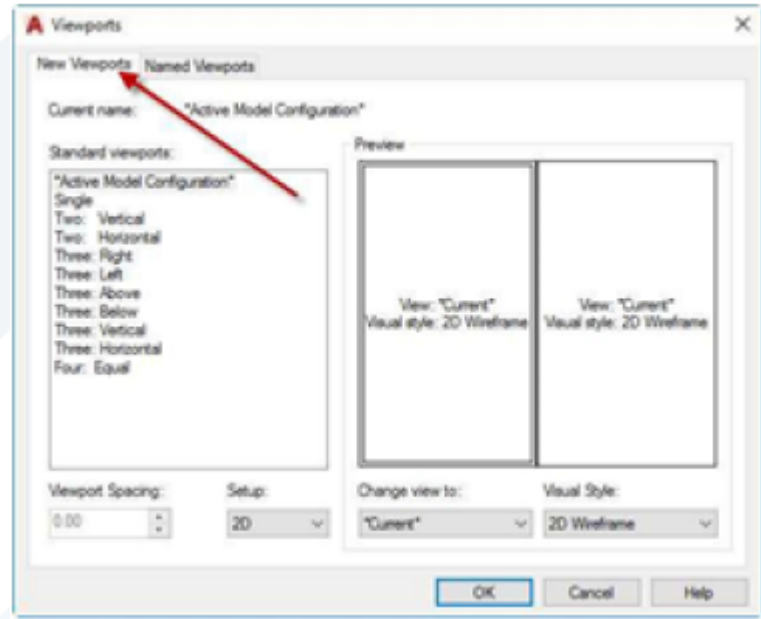 Viewports
New Viewports Named Viewports
Current name: "Active Model Configuration"
Standard viewports:
"Active Model Configuration"
Single
Two: Vertical
Two: Horizontal
Three: Right
Three: Left
Three: Above
Three: Below
Three: Vertical
Three: Horizontal
Four: Equal
Preview
View: "Current"
Visual style: 2D Wireframe
View: "Current"
Visual style: 2D Wireframe
Viewport Spacing: Setup: Change view to: Visual Style:
0.00 2D "Current" 2D Wireframe
OK Cancel Help